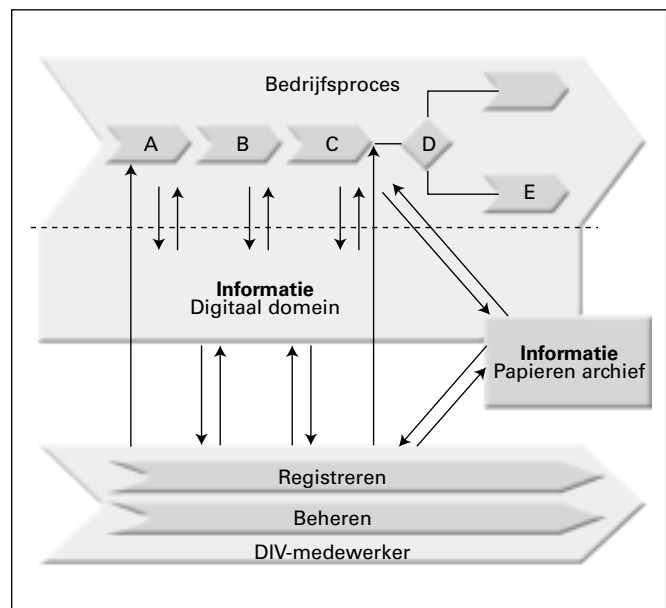 Bedrijfsproces
A B C D
E
Informatie
Digitaal domein
Informatie
Papieren archief
Registreren
Beheren
DIV-medewerker